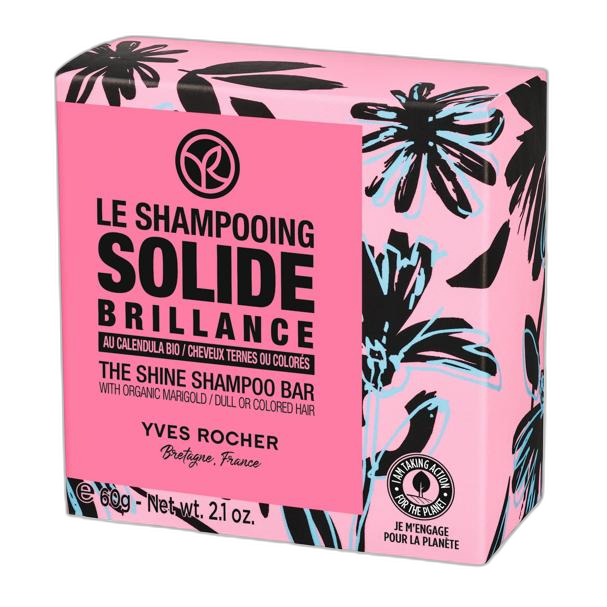 LE SHAMPOOING
SOLIDE
BRILLANCE
AU CALENDULA BIO / CHEVEUX TERNES OU COLORÉS
THE SHINE SHAMPOO BAR
WITH ORGANIC MARIGOLD / DULL OR COLORED HAIR
YVES ROCHER
Bretagne, France
℮ 60g - Net wt. 2.1 oz.
I AM TAKING ACTION
FOR THE PLANET
JE M'ENGAGE
POUR LA PLANÈTE